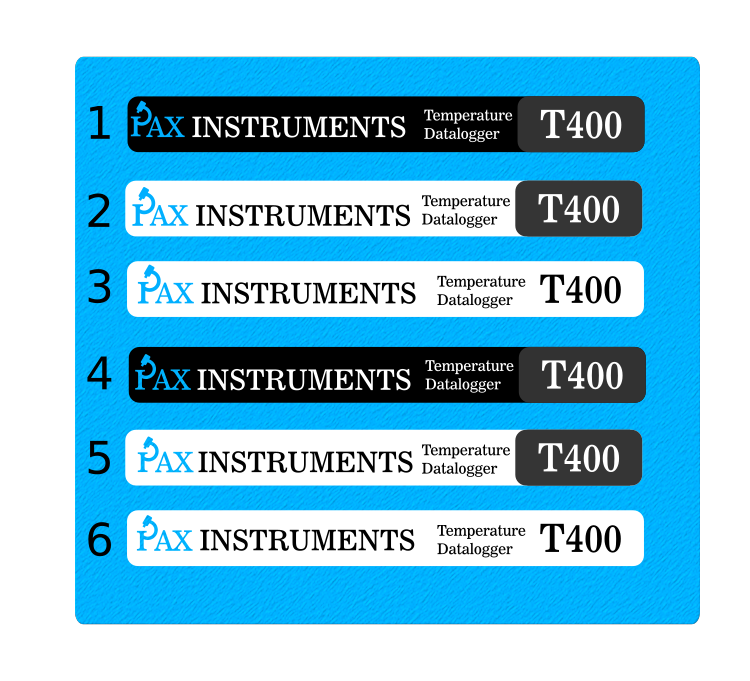 1 PAX INSTRUMENTS Temperature Datalogger T400
2 PAX INSTRUMENTS Temperature Datalogger T400
3 PAX INSTRUMENTS Temperature Datalogger T400
4 PAX INSTRUMENTS Temperature Datalogger T400
5 PAX INSTRUMENTS Temperature Datalogger T400
6 PAX INSTRUMENTS Temperature Datalogger T400